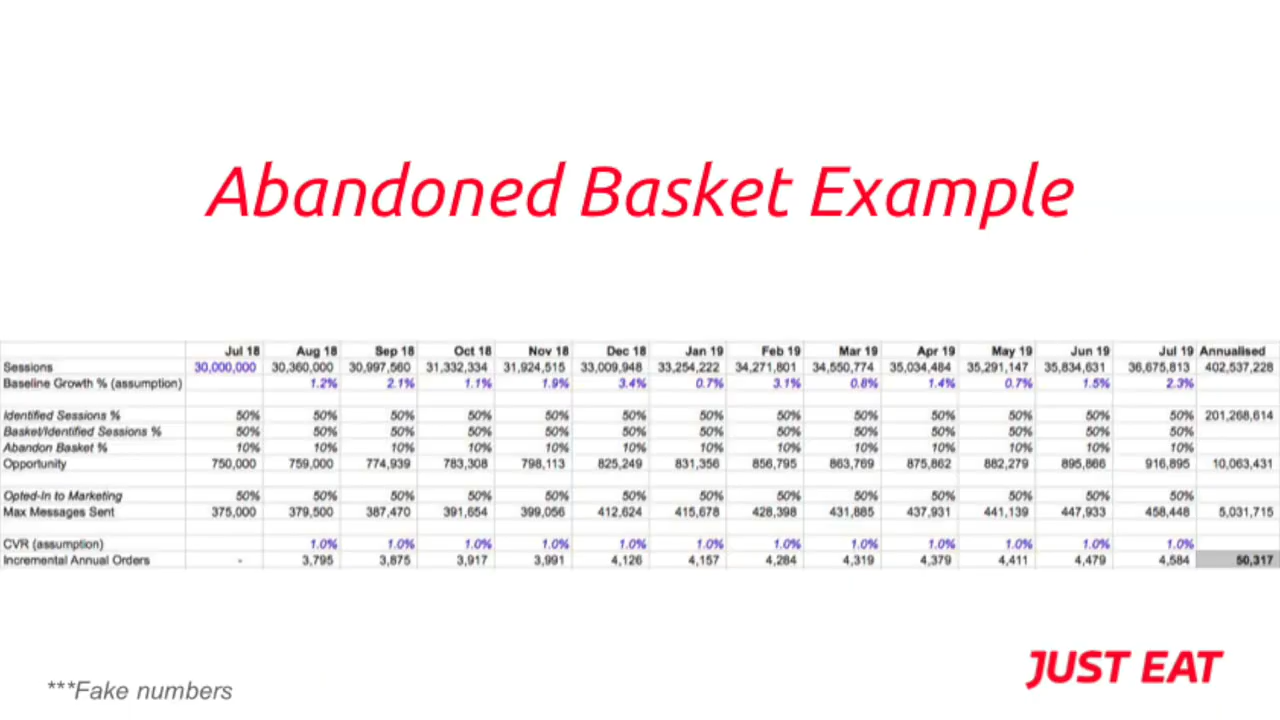 Abandoned Basket Example
Jul 18 Aug 18 Sep 18 Oct 18 Nov 18 Dec 18 Jan 19 Feb 19 Mar 19 Apr 19 May 19 Jun 19 Jul 19 Annualised
Sessions 30,000,000 30,360,000 30,997,560 31,332,334 31,924,515 33,009,948 33,254,222 34,271,801 34,550,774 35,034,484 35,291,147 35,834,631 36,675,813 402,537,228
Baseline Growth % (assumption) 1.2% 2.1% 1.1% 1.9% 3.4% 0.7% 3.1% 0.8% 1.4% 0.7% 1.5% 2.3%
Identified Sessions % 50% 50% 50% 50% 50% 50% 50% 50% 50% 50% 50% 50% 50% 201,268,614
Basket/Identified Sessions % 50% 50% 50% 50% 50% 50% 50% 50% 50% 50% 50% 50% 50%
Abandon Basket % 10% 10% 10% 10% 10% 10% 10% 10% 10% 10% 10% 10% 10%
Opportunity 750,000 759,000 774,939 783,308 798,113 825,249 831,356 856,795 863,769 875,862 882,279 895,866 916,895 10,063,431
Opted-In to Marketing 50% 50% 50% 50% 50% 50% 50% 50% 50% 50% 50% 50% 50%
Max Messages Sent 375,000 379,500 387,470 391,654 399,056 412,624 415,678 428,398 431,885 437,931 441,139 447,933 458,448 5,031,715
CVR (assumption) 1.0% 1.0% 1.0% 1.0% 1.0% 1.0% 1.0% 1.0% 1.0% 1.0% 1.0% 1.0%
Incremental Annual Orders - 3,795 3,875 3,917 3,991 4,126 4,157 4,284 4,319 4,379 4,411 4,479 4,584 50,317
JUST EAT
***Fake numbers